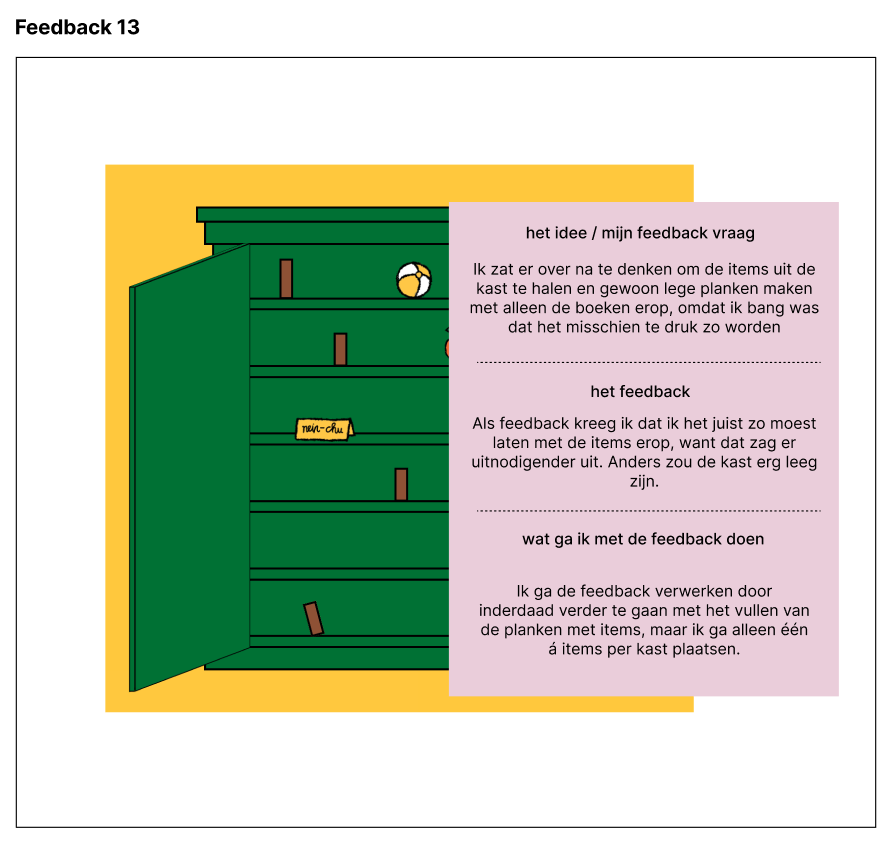 Feedback 13
het idee / mijn feedback vraag
Ik zat er over na te denken om de items uit de
kast te halen en gewoon lege planken maken
met alleen de boeken erop, omdat ik bang was
dat het misschien te druk zo worden
het feedback
Als feedback kreeg ik dat ik het juist zo moest
laten met de items erop, want dat zag er
uitnodigender uit. Anders zou de kast erg leeg
zijn.
nein-chu
wat ga ik met de feedback doen
Ik ga de feedback verwerken door
inderdaad verder te gaan met het vullen van
de planken met items, maar ik ga alleen één
á items per kast plaatsen.